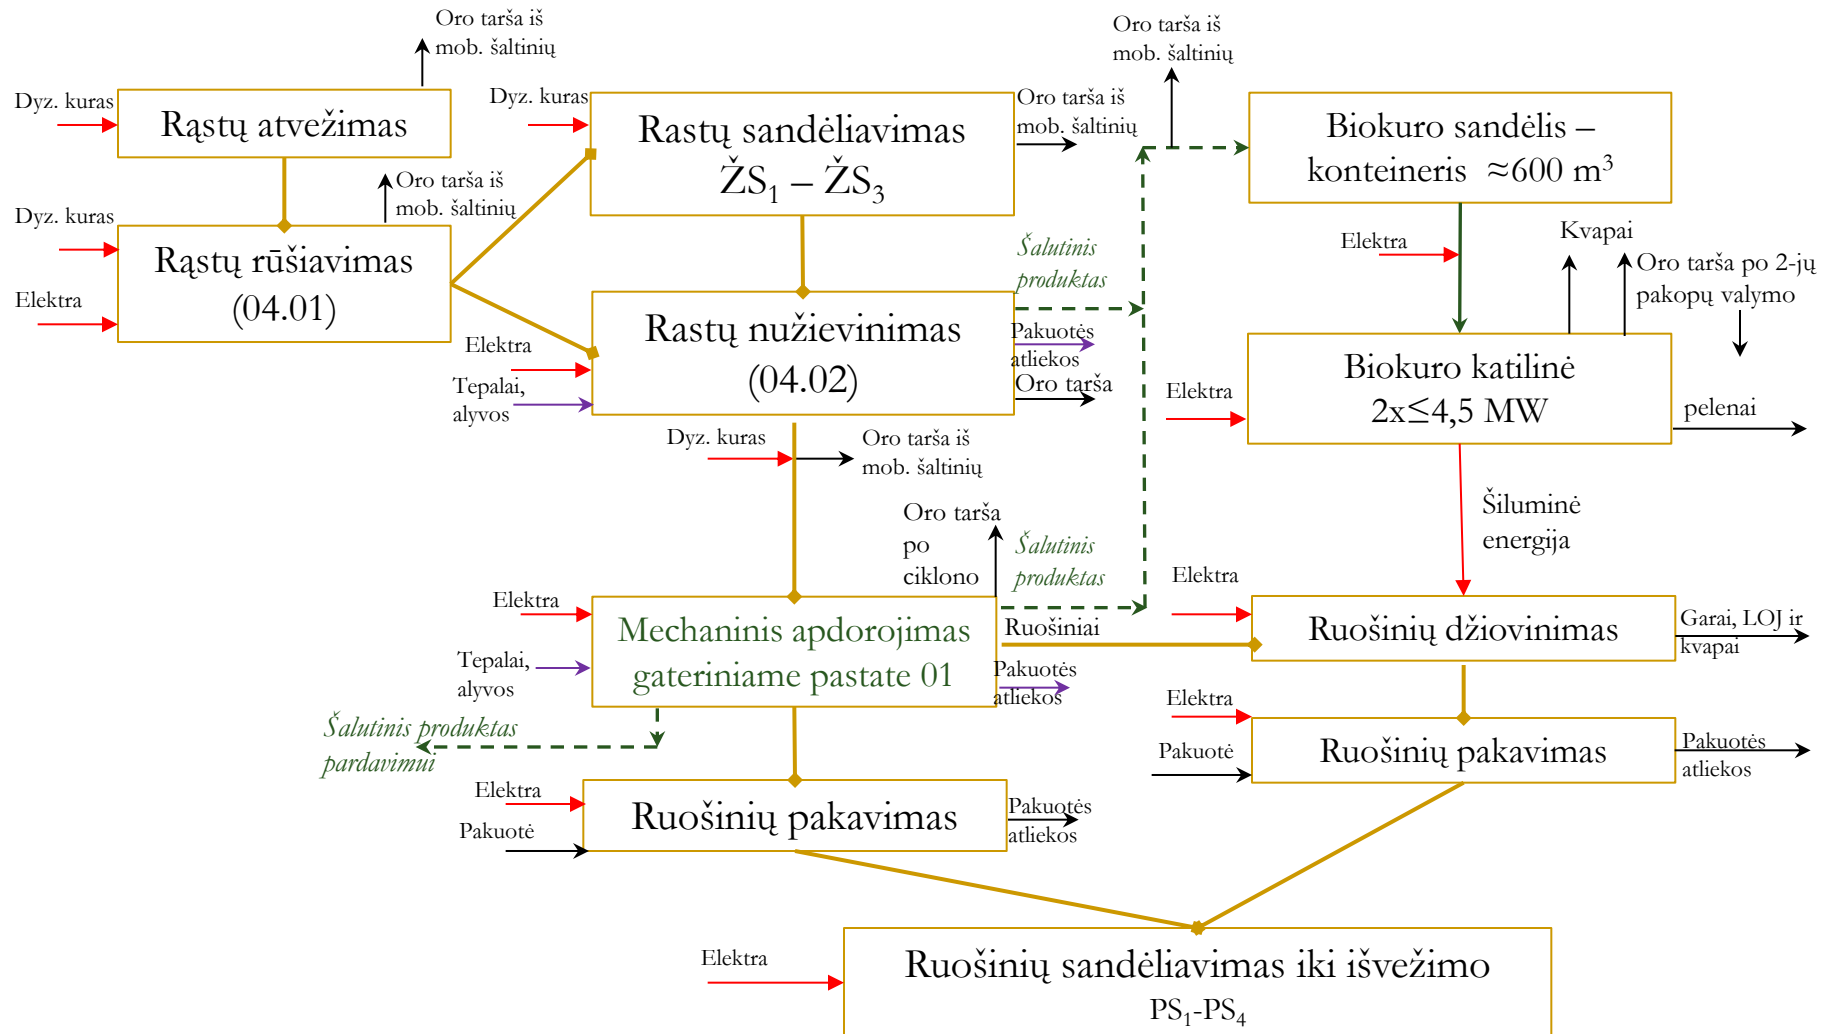 Oro tarša iš
mob. šaltinių
Dyz. kuras
Rąstų atvežimas
Oro tarša iš
mob. šaltinių
Dyz. kuras
Elektra
Rąstų rūšiavimas
(04.01)
Dyz. kuras
Rastų sandėliavimas
ŽS₁ – ŽS₃
Oro tarša iš
mob. šaltinių
Oro tarša iš
mob. šaltinių
Biokuro sandėlis –
konteineris ≈600 m³
Šalutinis
produktas
Elektra
Tepalai,
alyvos
Rastų nužievinimas
(04.02)
Pakuotės
atliekos
Oro tarša
Elektra
Kvapai
Oro tarša po 2-jų
pakopų valymo
Elektra
Biokuro katilinė
2x≤4,5 MW
pelenai
Dyz. kuras
Oro tarša iš
mob. šaltinių
Šiluminė
energija
Oro tarša
po
ciklono
Šalutinis
produktas
Elektra
Tepalai,
alyvos
Mechaninis apdorojimas
gateriniame pastate 01
Ruošiniai
Pakuotės
atliekos
Elektra
Ruošinių džiovinimas
Garai, LOJ ir
kvapai
Šalutinis produktas
pardavimui
Elektra
Pakuotė
Ruošinių pakavimas
Pakuotės
atliekos
Elektra
Pakuotė
Ruošinių pakavimas
Pakuotės
atliekos
Elektra
Ruošinių sandėliavimas iki išvežimo
PS₁-PS₄